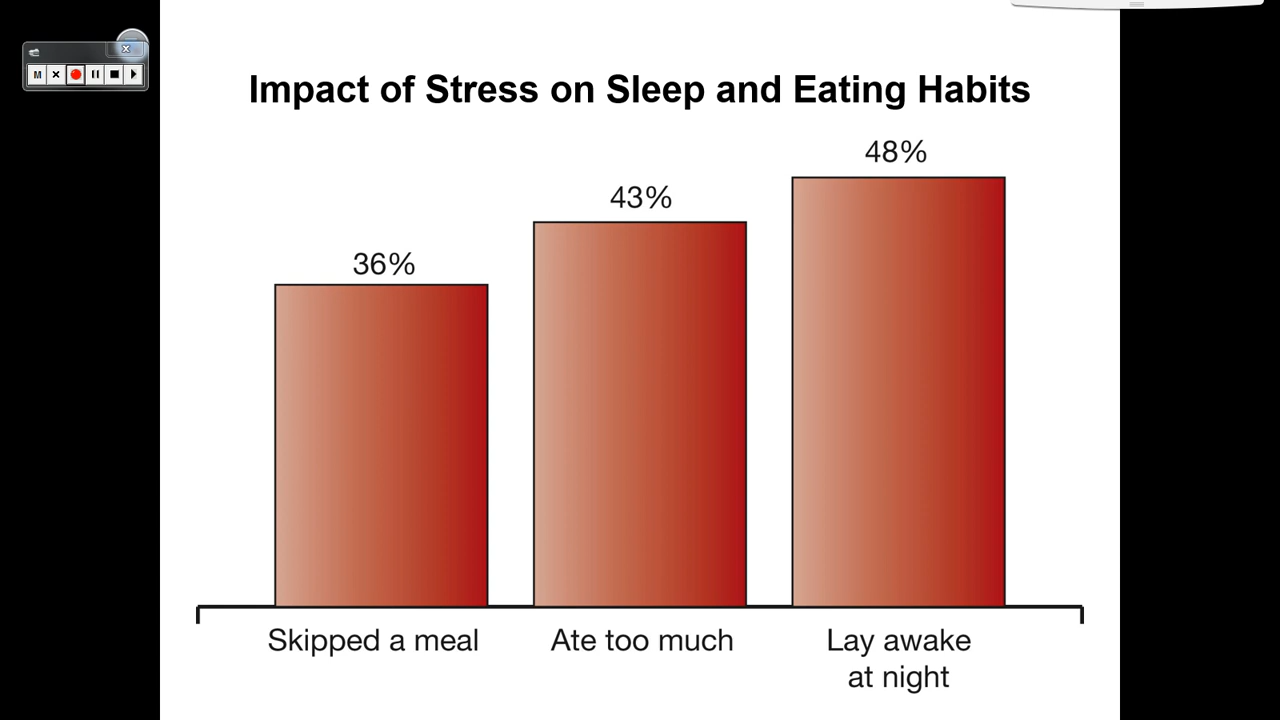 M
Impact of Stress on Sleep and Eating Habits
48%
43%
36%
Skipped a meal
Ate too much
Lay awake
at night